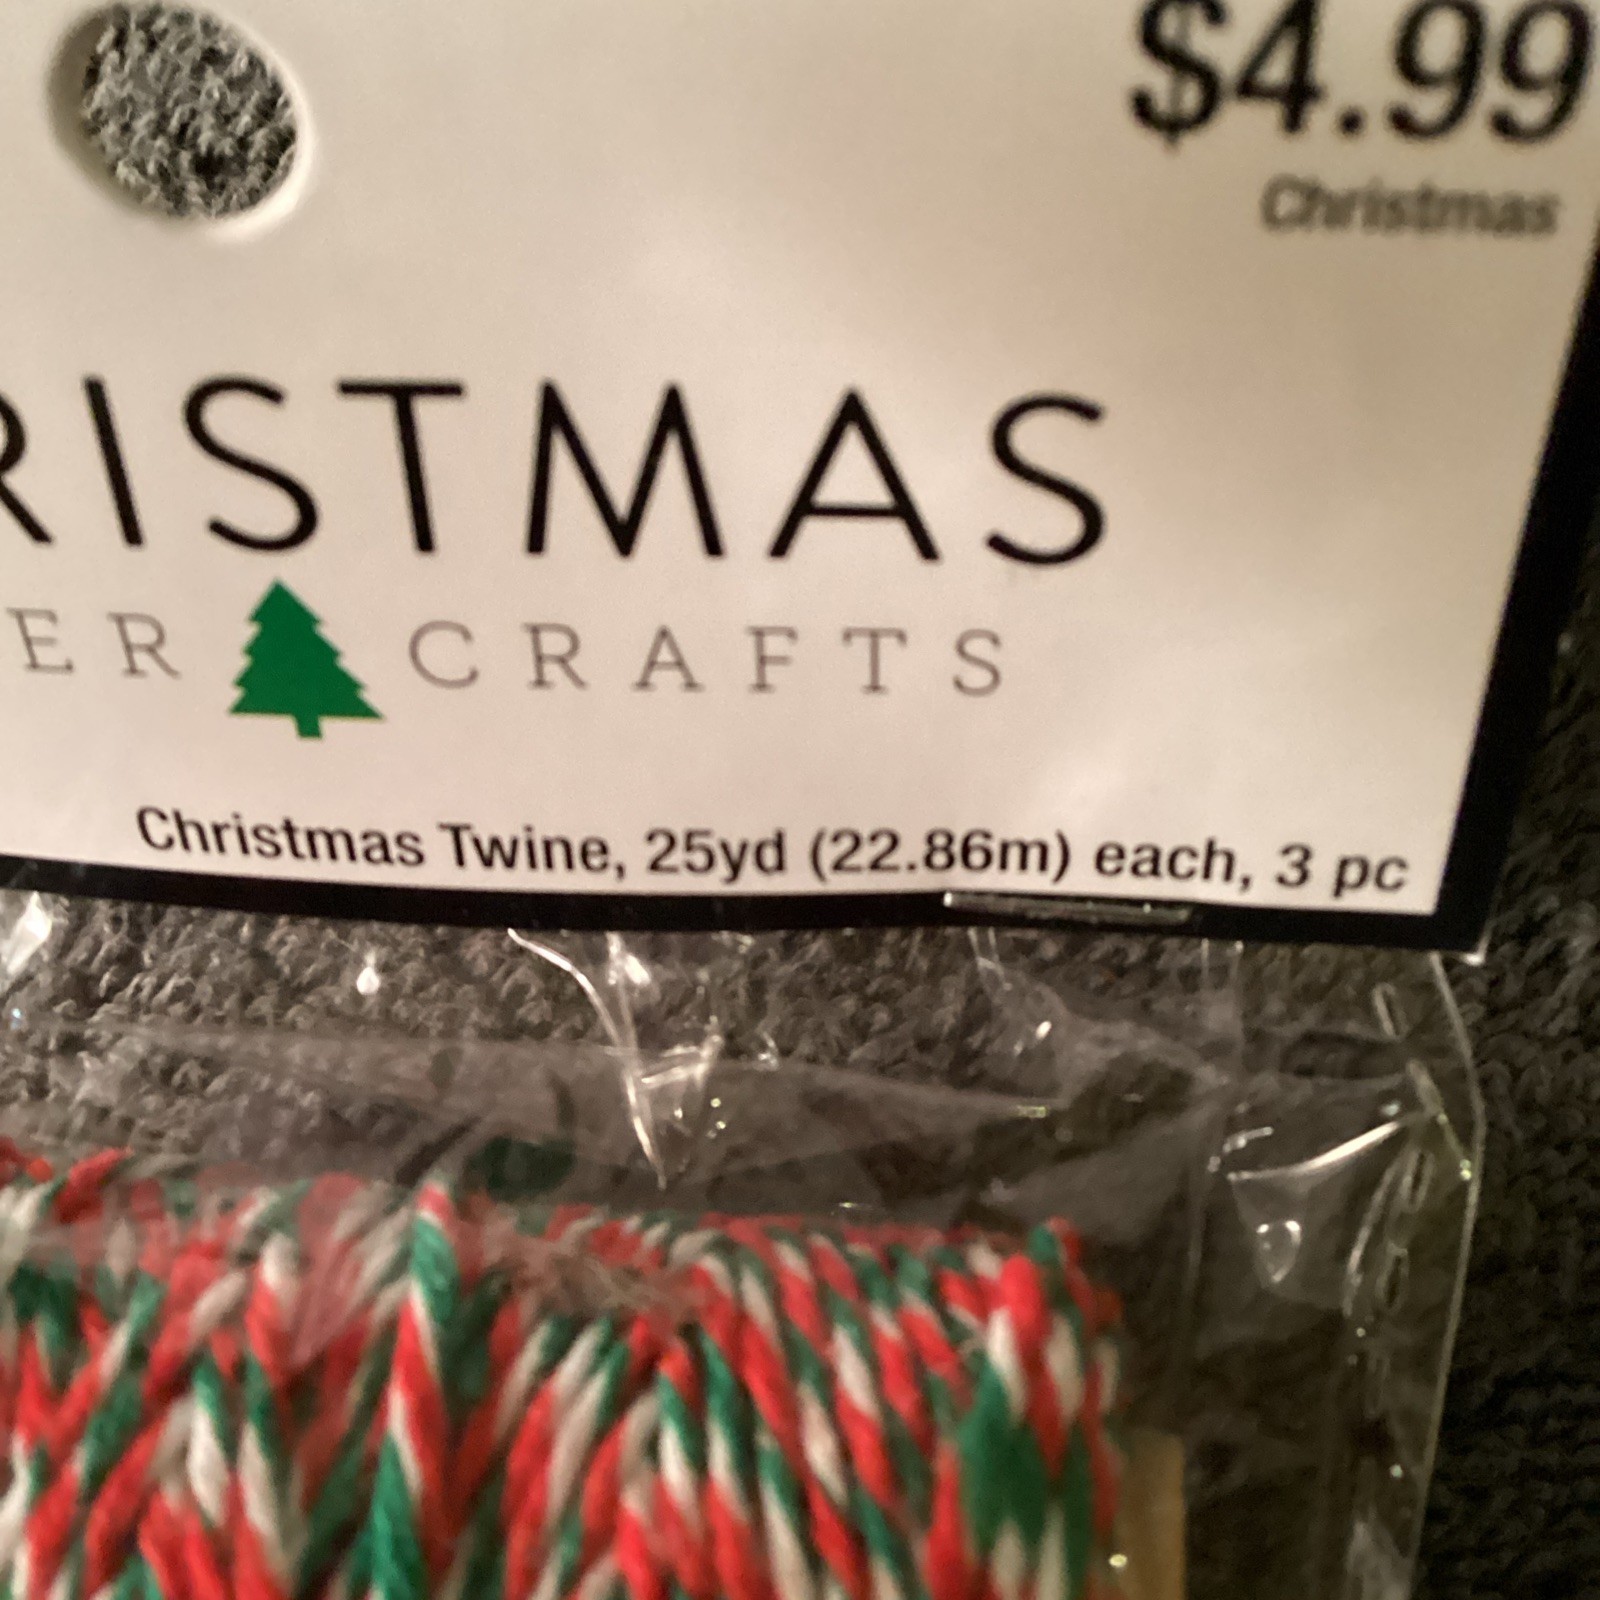 $4.99
Christmas
RISTMAS
ER CRAFTS
Christmas Twine, 25yd (22.86m) each, 3 pc